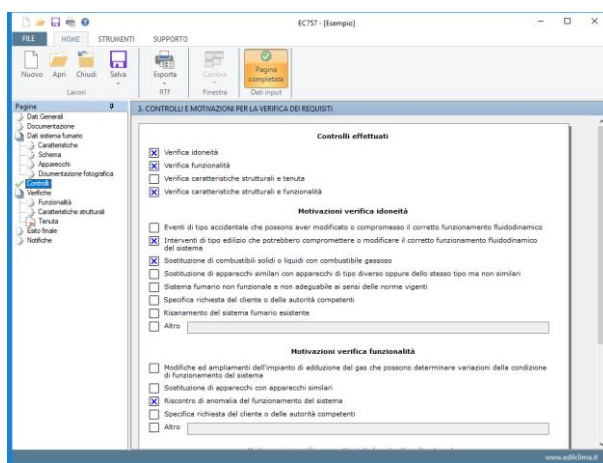 EC757 - [Esempio]
FILE HOME STRUMENTI SUPPORTO
Nuovo Apri Chiudi Salva Esporta Cambia Pagina completata
Lavori RTF Finestra Dati input
Pagine
Dati Generali
Documentazione
Dati sistema fumario
Caratteristiche
Schema
Apparecchi
Doumentazione fotografica
Controlli
Verifiche
Funzionalità
Caratteristiche strutturali
Tenuta
Esito finale
Notifiche
3. CONTROLLI E MOTIVAZIONI PER LA VERIFICA DEI REQUISITI
Controlli effettuati
Verifica idoneità
Verifica funzionalità
Verifica caratteristiche strutturali e tenuta
Verifica caratteristiche strutturali e funzionalità
Motivazioni verifica idoneità
Eventi di tipo accidentale che possono aver modificato o compromesso il corretto funzionamento fluidodinamico
Interventi di tipo edilizio che potrebbero compromettere o modificare il corretto funzionamento fluidodinamico
del sistema
Sostituzione di combustibili solidi o liquidi con combustibile gassoso
Sostituzione di apparecchi similari con apparecchi di tipo diverso oppure dello stesso tipo ma non similari
Sistema fumario non funzionale e non adeguabile ai sensi delle norme vigenti
Specifica richiesta del cliente o delle autorità competenti
Risanamento del sistema fumario esistente
Altro
Motivazioni verifica funzionalità
Modifiche ed ampliamenti dell'impianto di adduzione del gas che possono determinare variazioni della condizione
di funzionamento del sistema
Sostituzione di apparecchi con apparecchi similari
Riscontro di anomalia del funzionamento del sistema
Specifica richiesta del cliente o delle autorità competenti
Altro
www.edilclima.it